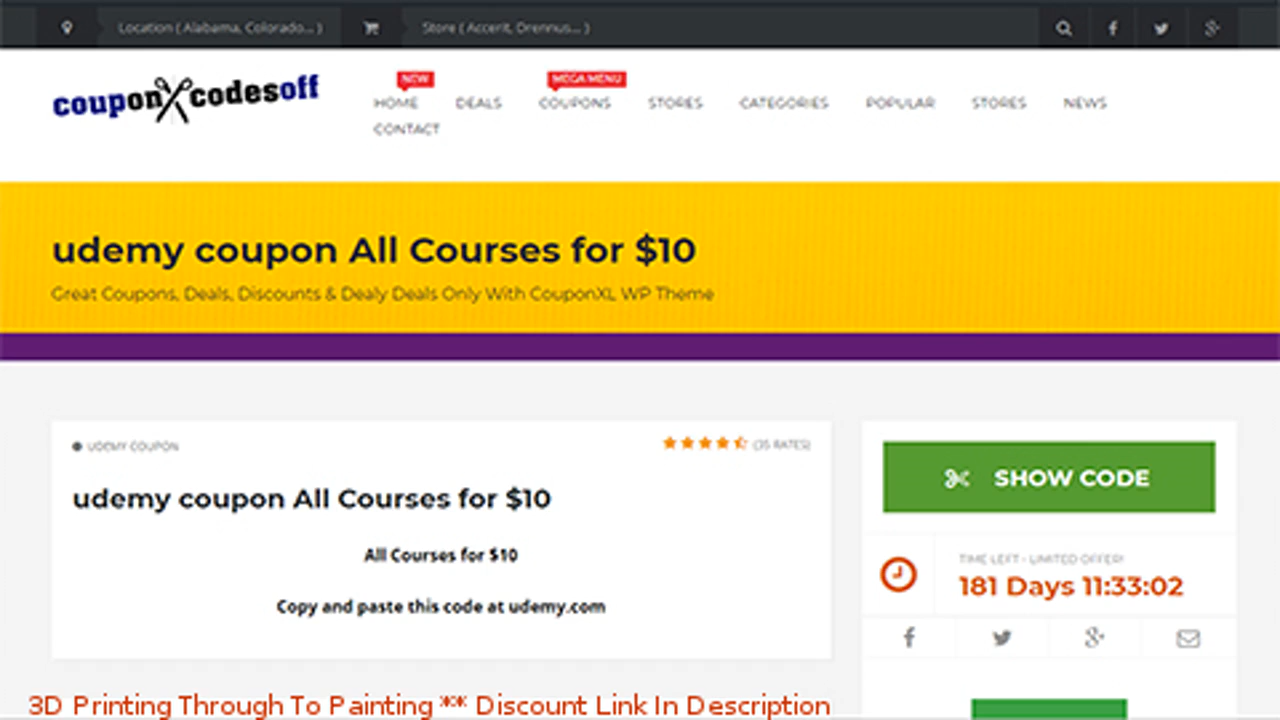 Location ( Alabama, Colorado... )
Store ( Accent, Drennus... )
coupon codesoff
NEW
MEGA MENU
HOME DEALS COUPONS STORES CATEGORIES POPULAR STORES NEWS
CONTACT
udemy coupon All Courses for $10
Great Coupons, Deals, Discounts & Dealy Deals Only With CouponXL WP Theme
UDEMY COUPON
(35 RATES)
udemy coupon All Courses for $10
All Courses for $10
Copy and paste this code at udemy.com
SHOW CODE
TIME LEFT - LIMITED OFFER!
181 Days 11:33:02
3D Printing Through To Painting ** Discount Link In Description